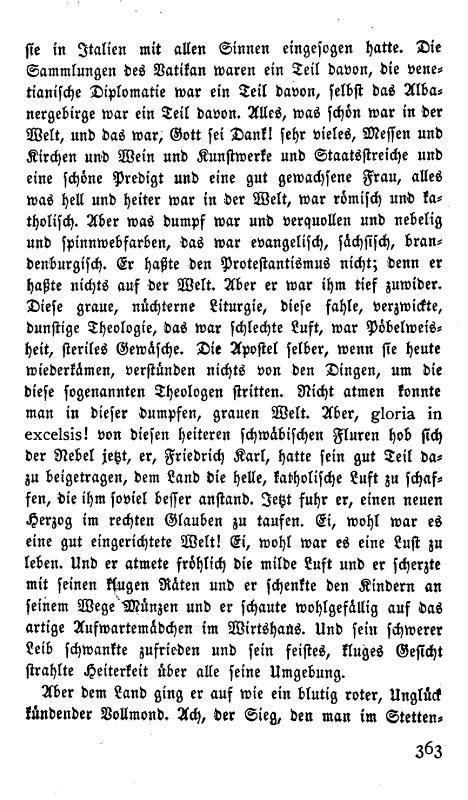 sie in Italien mit allen Sinnen eingesogen hatte. Die
Sammlungen des Vatikan waren ein Teil davon, die vene-
tianische Diplomatie war ein Teil davon, selbst das Alba-
nergebirge war ein Teil davon. Alles, was schön war in der
Welt, und das war, Gott sei Dank! sehr vieles, Messen und
Kirchen und Wein und Kunstwerke und Staatsstreiche und
eine schöne Predigt und eine gut gewachsene Frau, alles
was hell und heiter war in der Welt, war römisch und ka-
tholisch. Aber was dumpf war und verquollen und nebelig
und spinnwebfarben, das war evangelisch, sächsisch, bran-
denburgisch. Er haßte den Protestantismus nicht; denn er
haßte nichts auf der Welt. Aber er war ihm tief zuwider.
Diese graue, nüchterne Liturgie, diese fahle, verzwickte,
dunstige Theologie, das war schlechte Luft, war Pöbelweis-
heit, steriles Gewäsche. Die Apostel selber, wenn sie heute
wiederkämen, verstünden nichts von den Dingen, um die
diese sogenannten Theologen stritten. Nicht atmen konnte
man in dieser dumpfen, grauen Welt. Aber, gloria in
excelsis! von diesen heiteren schwäbischen Fluren hob sich
der Nebel jetzt, er, Friedrich Karl, hatte sein gut Teil da-
zu beigetragen, dem Land die helle, katholische Luft zu schaf-
fen, die ihm soviel besser anstand. Jetzt fuhr er, einen neuen
Herzog im rechten Glauben zu taufen. Ei, wohl war es
eine gut eingerichtete Welt! Ei, wohl war es eine Lust zu
leben. Und er atmete fröhlich die milde Luft und er scherzte
mit seinen klugen Räten und er schenkte den Kindern an
seinem Wege Münzen und er schaute wohlgefällig auf das
artige Aufwartemädchen im Wirtshaus. Und sein schwerer
Leib schwankte zufrieden und sein feistes, kluges Gesicht
strahlte Heiterkeit über alle seine Umgebung.
Aber dem Land ging er auf wie ein blutig roter, Unglück
kündender Vollmond. Ach, der Sieg, den man im Stetten-
363